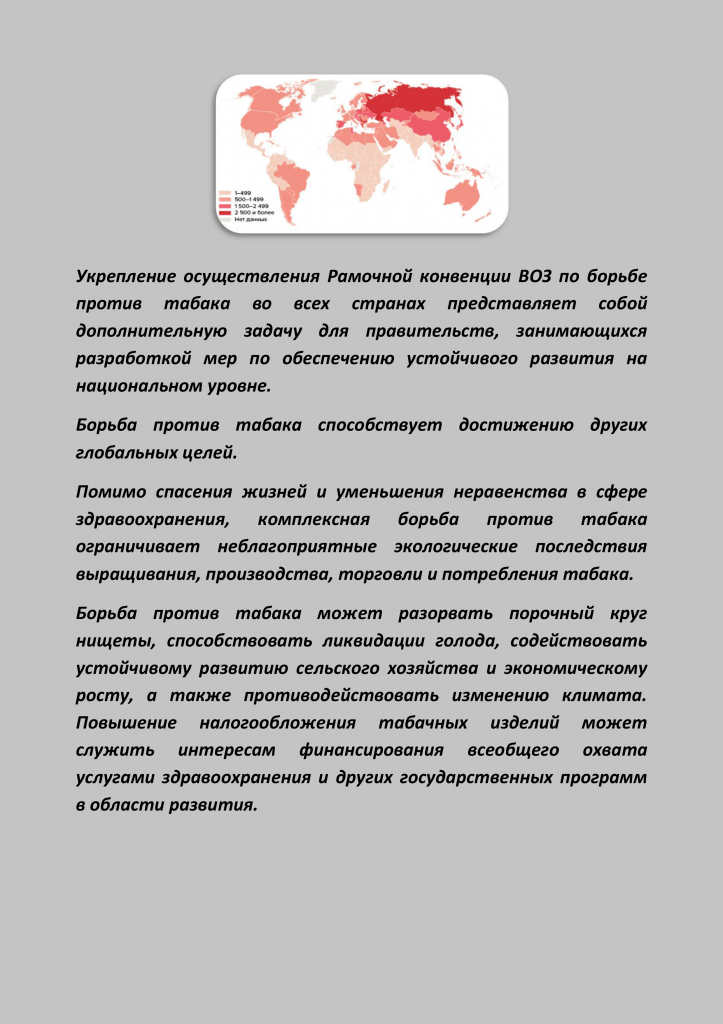 1–499
500–1 499
1 500–2 499
2 500 и более
Нет данных
Укрепление осуществления Рамочной конвенции ВОЗ по борьбе
против табака во всех странах представляет собой
дополнительную задачу для правительств, занимающихся
разработкой мер по обеспечению устойчивого развития на
национальном уровне.
Борьба против табака способствует достижению других
глобальных целей.
Помимо спасения жизней и уменьшения неравенства в сфере
здравоохранения, комплексная борьба против табака
ограничивает неблагоприятные экологические последствия
выращивания, производства, торговли и потребления табака.
Борьба против табака может разорвать порочный круг
нищеты, способствовать ликвидации голода, содействовать
устойчивому развитию сельского хозяйства и экономическому
росту, а также противодействовать изменению климата.
Повышение налогообложения табачных изделий может
служить интересам финансирования всеобщего охвата
услугами здравоохранения и других государственных программ
в области развития.